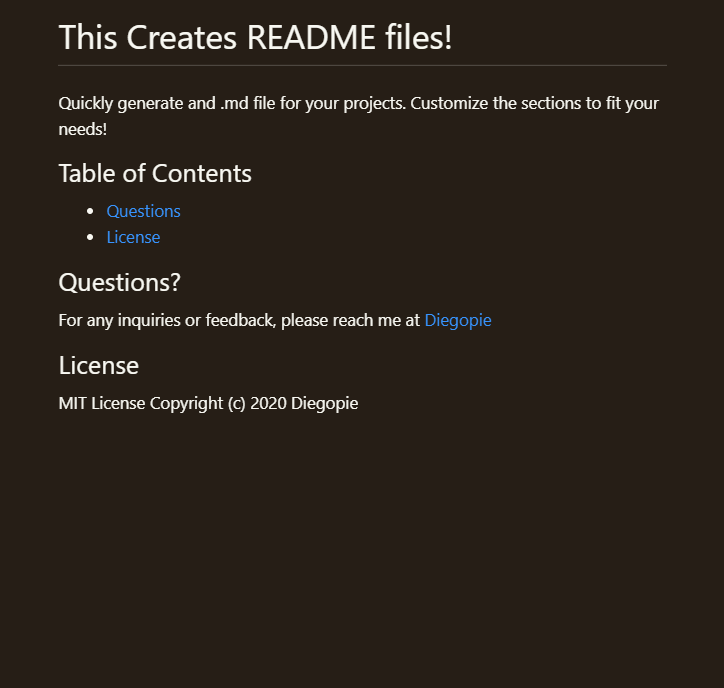 This Creates README files!
Quickly generate and .md file for your projects. Customize the sections to fit your
needs!
Table of Contents
Questions
License
Questions?
For any inquiries or feedback, please reach me at Diegopie
License
MIT License Copyright (c) 2020 Diegopie